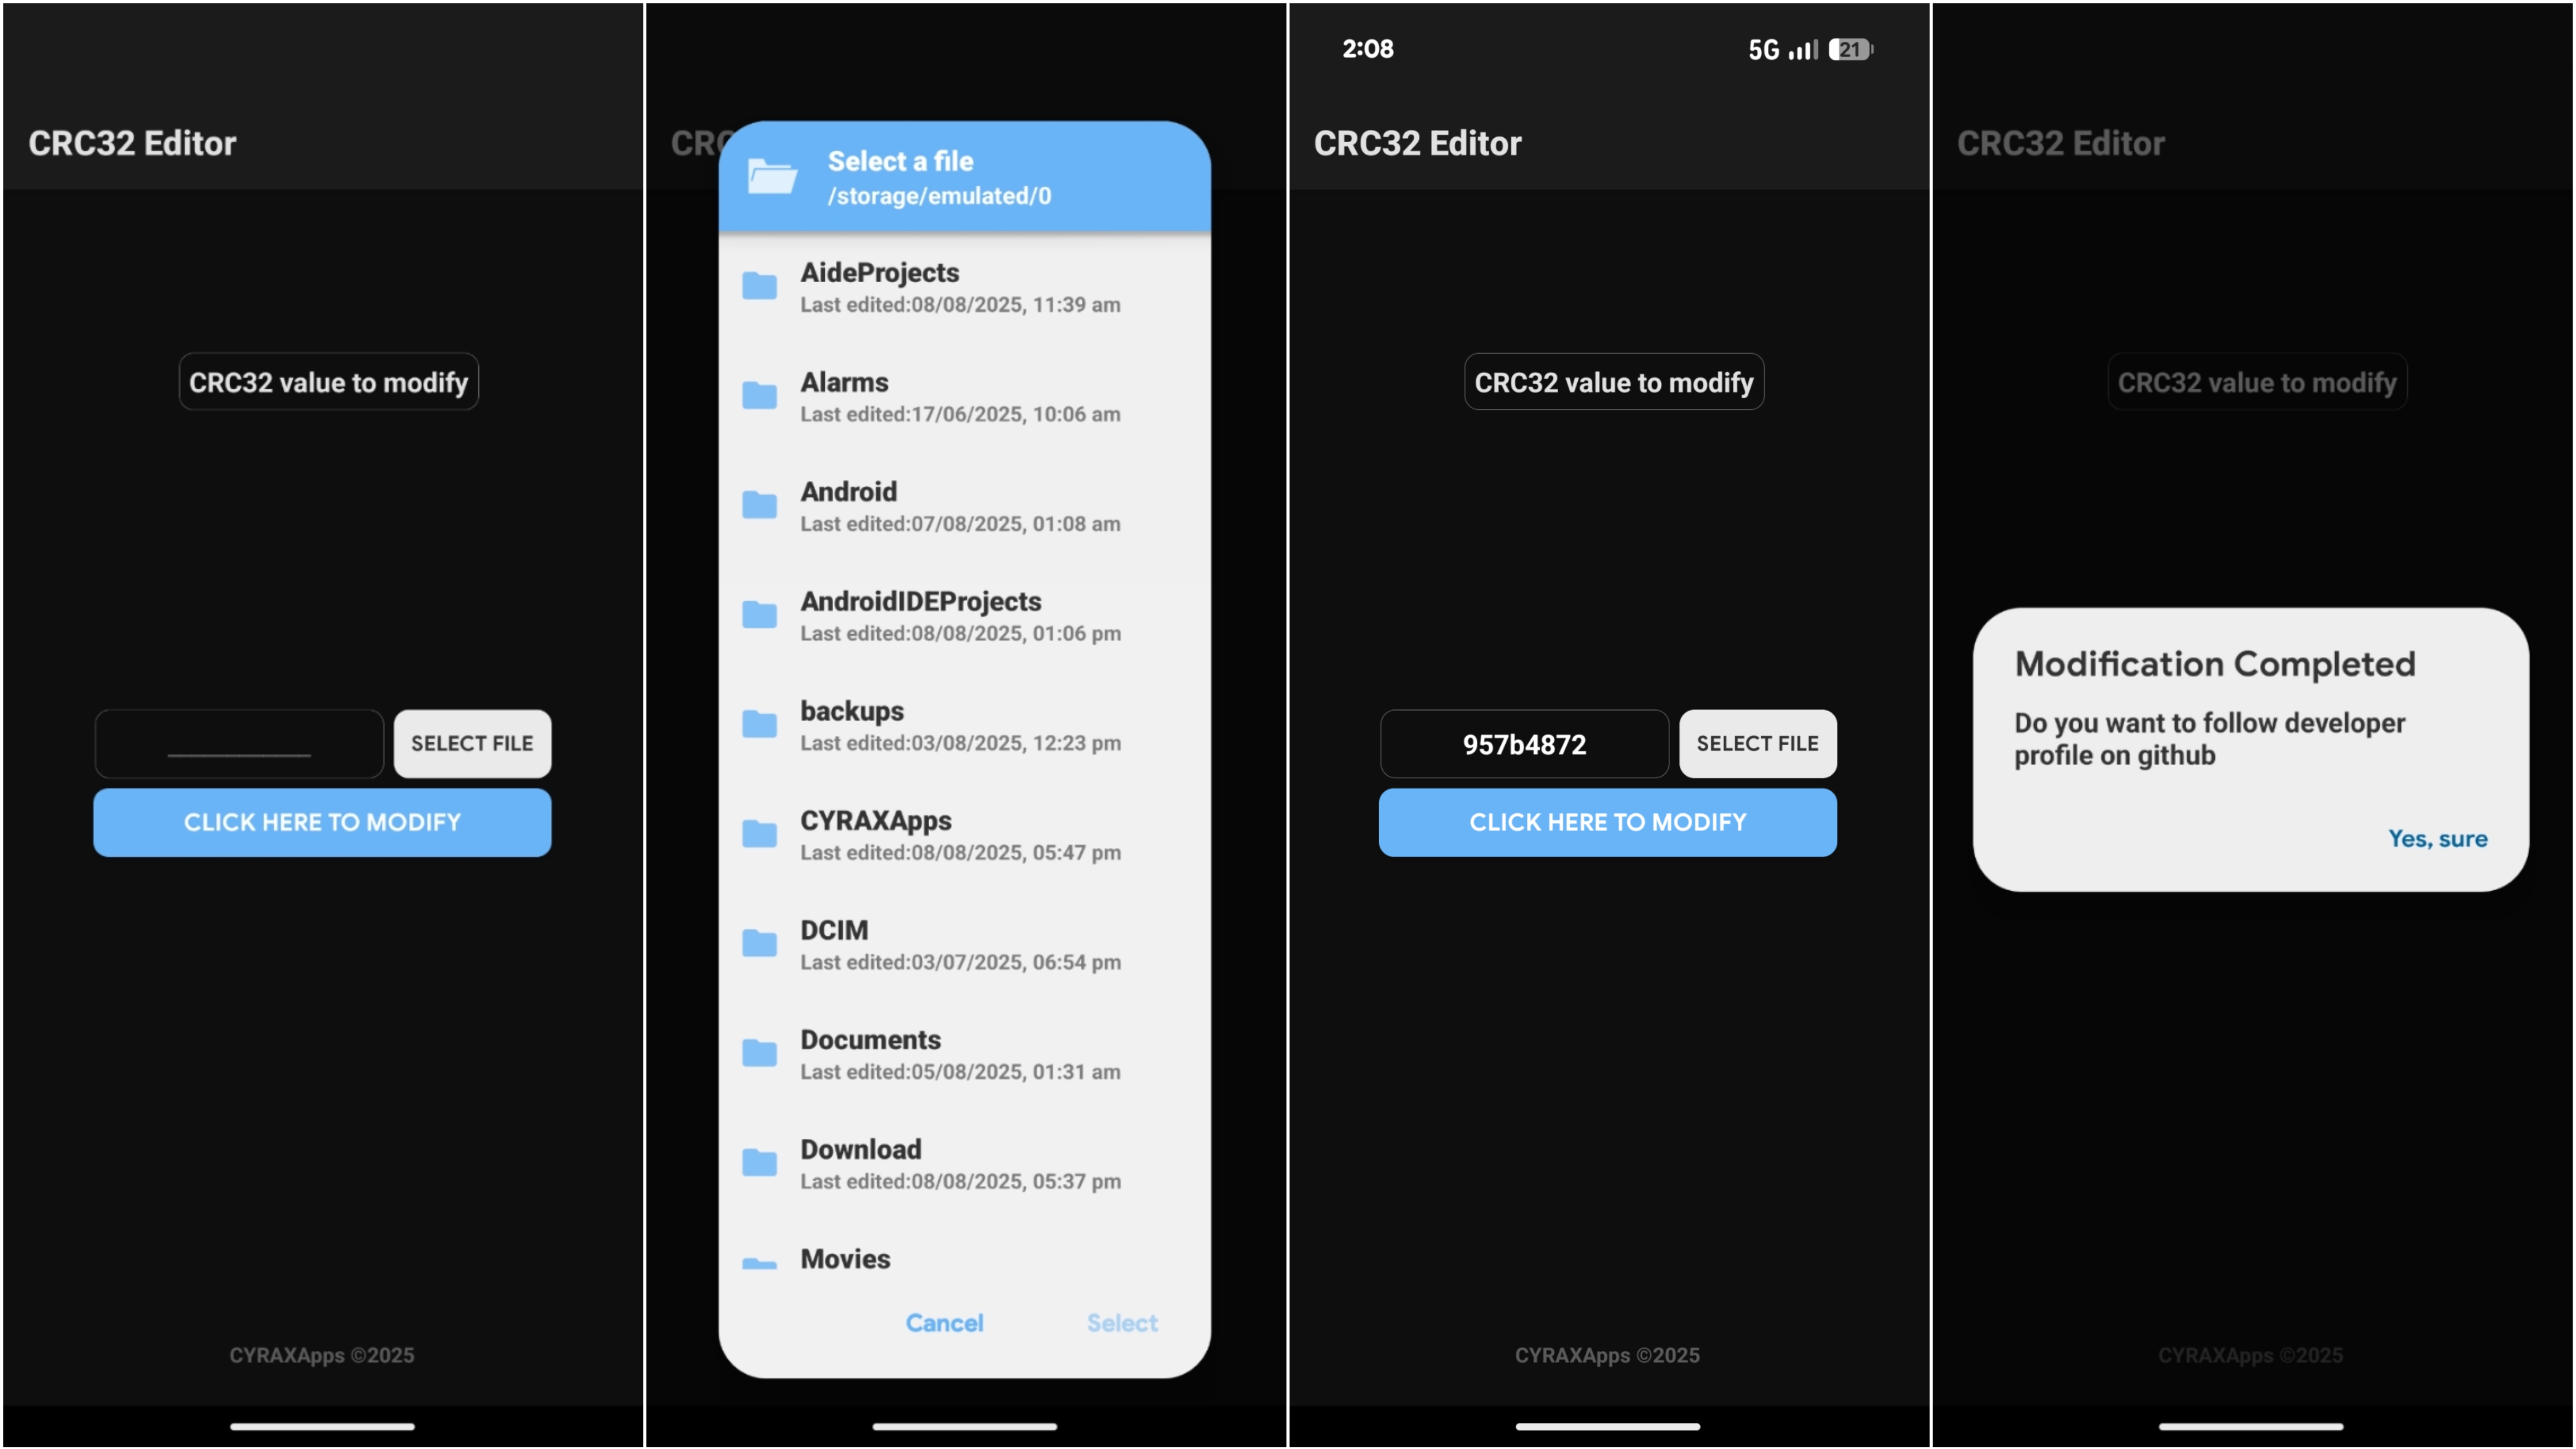 CRC32 Editor
CRC32 value to modify
SELECT FILE
CLICK HERE TO MODIFY
CYRAXApps ©2025
CRC
Select a file
/storage/emulated/0
AideProjects
Last edited:08/08/2025, 11:39 am
Alarms
Last edited:17/06/2025, 10:06 am
Android
Last edited:07/08/2025, 01:08 am
AndroidIDEProjects
Last edited:08/08/2025, 01:06 pm
backups
Last edited:03/08/2025, 12:23 pm
CYRAXApps
Last edited:08/08/2025, 05:47 pm
DCIM
Last edited:03/07/2025, 06:54 pm
Documents
Last edited:05/08/2025, 01:31 am
Download
Last edited:08/08/2025, 05:37 pm
Movies
Cancel Select
2:08 5G 21
CRC32 Editor
CRC32 value to modify
957b4872 SELECT FILE
CLICK HERE TO MODIFY
CYRAXApps ©2025
CRC32 Editor
CRC32 value to modify
Modification Completed
Do you want to follow developer
profile on github
Yes, sure
CYRAXApps ©2025